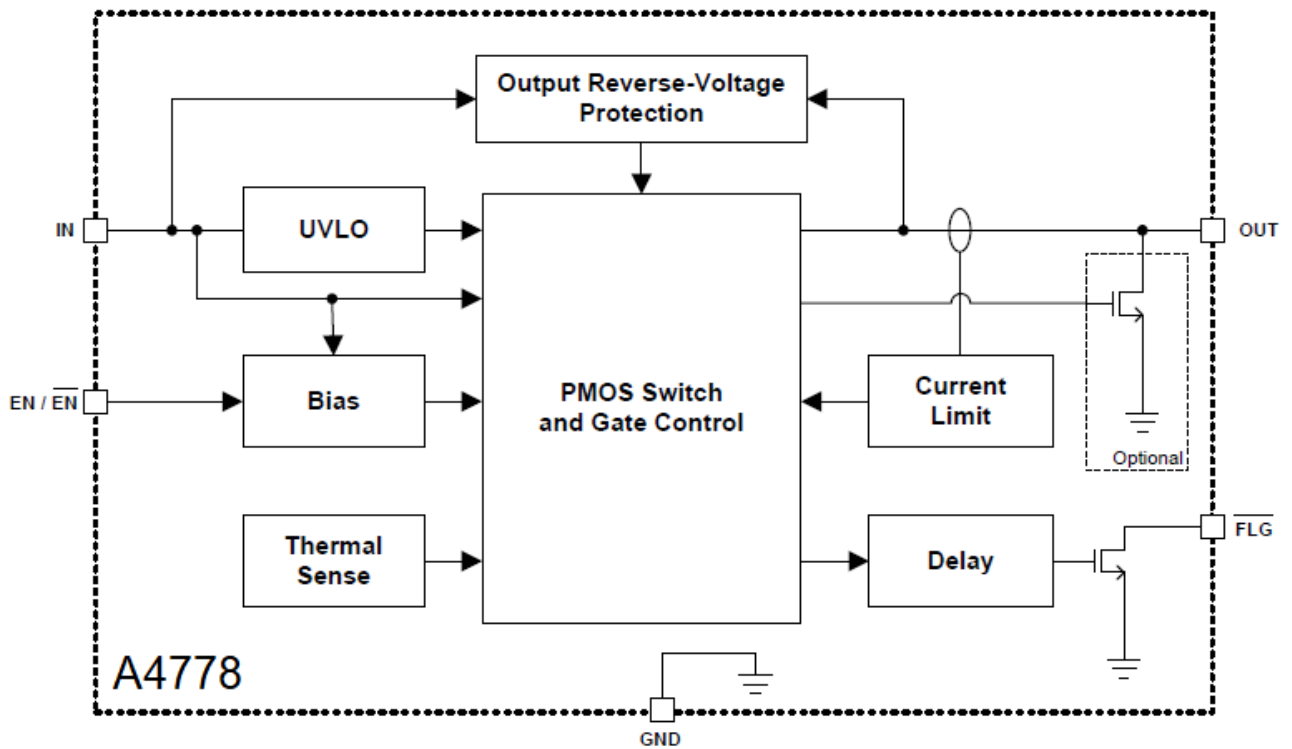 Output Reverse-Voltage
Protection
IN
UVLO
OUT
EN / EN
Bias
PMOS Switch
and Gate Control
Current
Limit
Optional
Thermal
Sense
Delay
FLG
A4778
GND